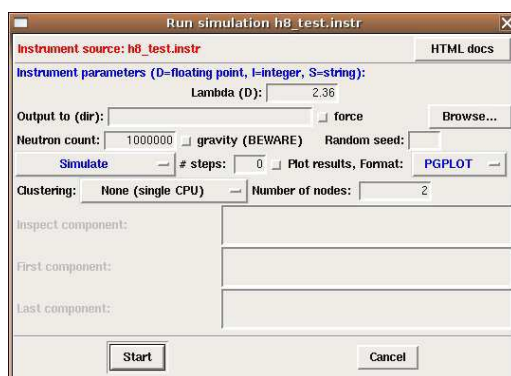 Run simulation h8_test.instr
Instrument source: h8_test.instr HTML docs
Instrument parameters (D=floating point, I=integer, S=string):
Lambda (D): 2.36
Output to (dir): force Browse...
Neutron count: 1000000 gravity (BEWARE) Random seed:
Simulate # steps: 0 Plot results, Format: PGPLOT
Clustering: None (single CPU) Number of nodes: 2
Inspect component:
First component:
Last component:
Start Cancel